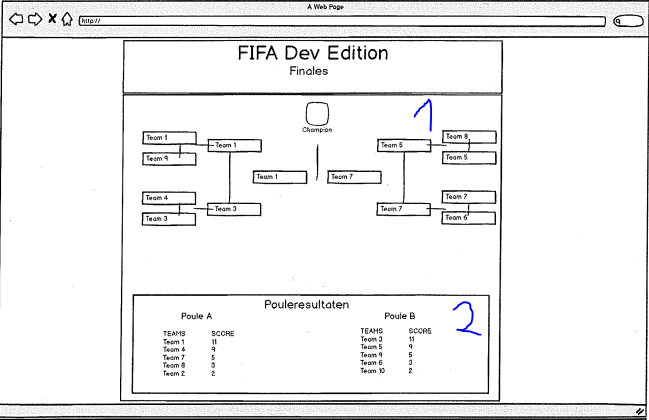 A Web Page
http://
FIFA Dev Edition
Finales
1
Champion
Team 1
Team 9
Team 1
Team 4
Team 3
Team 3
Team 1
Team 7
Team 5
Team 8
Team 5
Team 7
Team 7
Team 6
Pouleresultaten
2
Poule A
TEAMS SCORE
Team 1 11
Team 4 9
Team 7 5
Team 8 3
Team 2 2
Poule B
TEAMS SCORE
Team 3 11
Team 5 9
Team 9 5
Team 6 3
Team 10 2